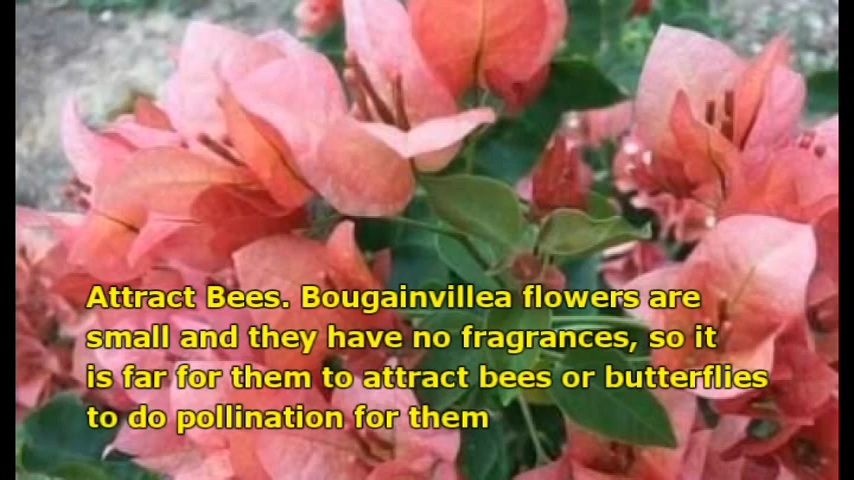 Attract Bees. Bougainvillea flowers are
small and they have no fragrances, so it
is far for them to attract bees or butterflies
to do pollination for them